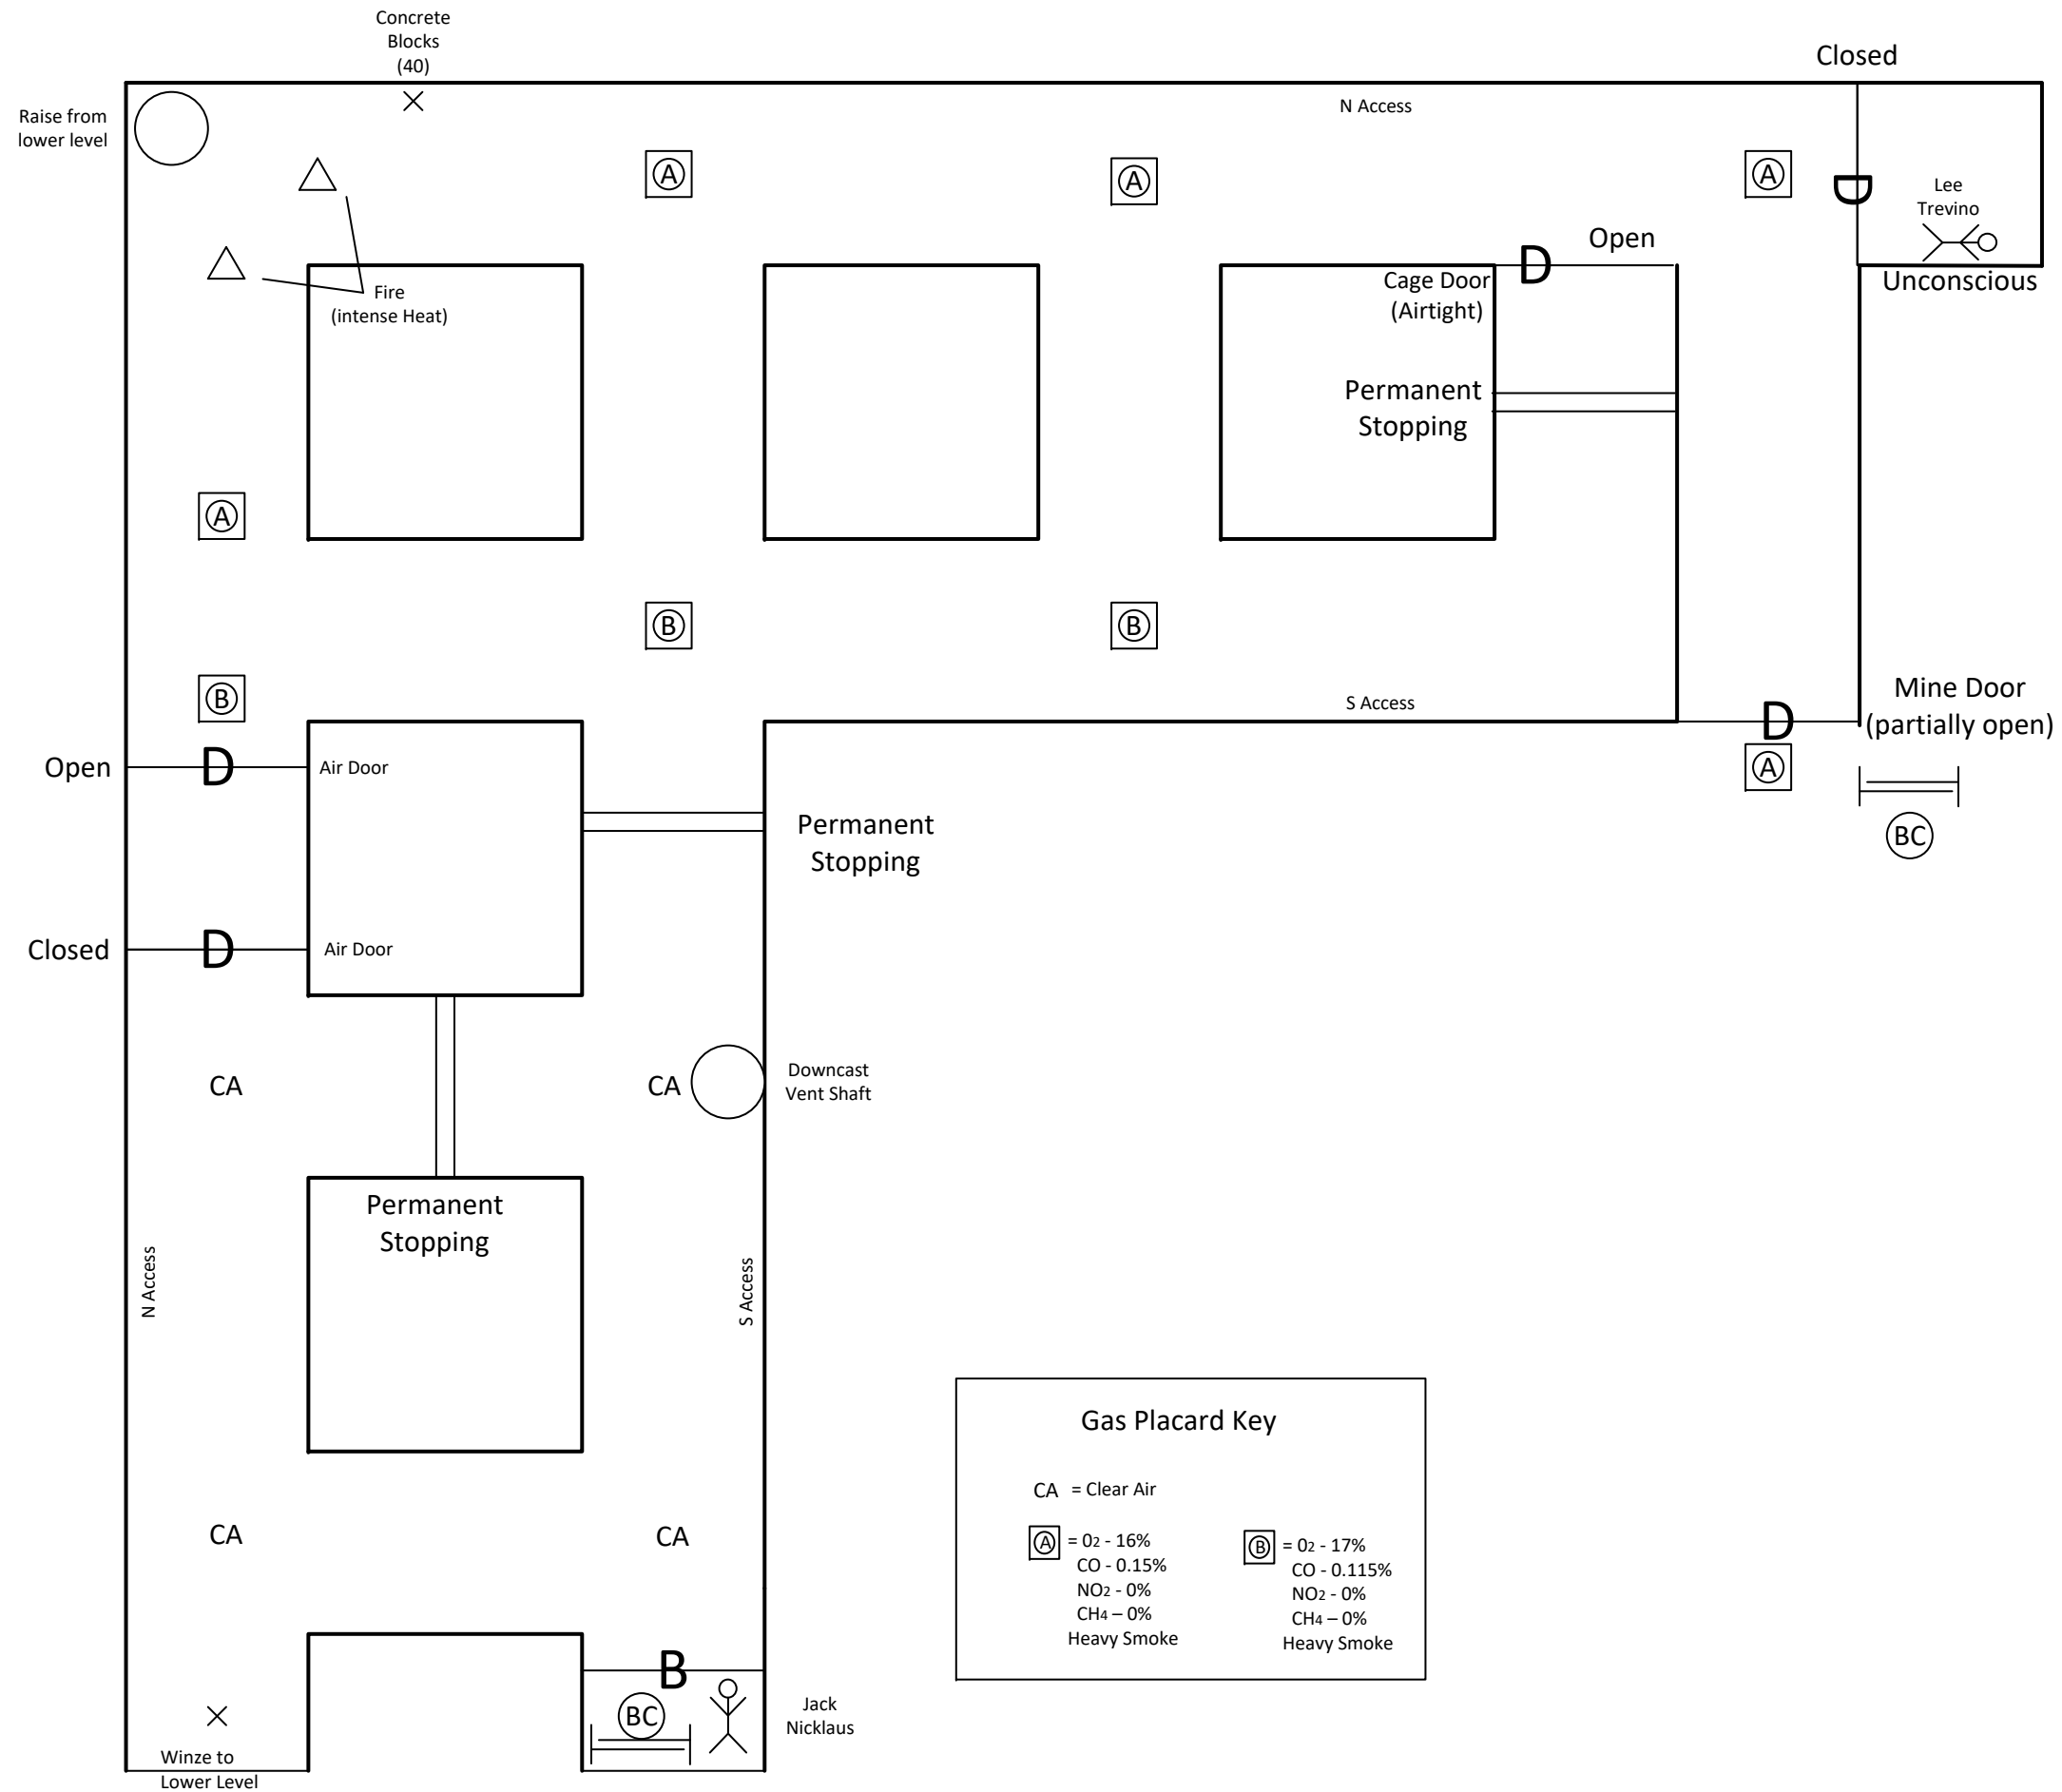 Concrete
Blocks
(40)
Closed
Raise from
lower level
N Access
A
A
A
D
Lee
Trevino
Unconscious
Open
D
Cage Door
(Airtight)
Fire
(intense Heat)
Permanent
Stopping
A
B
B
B
S Access
Mine Door
(partially open)
D
A
BC
Open
D
Air Door
Permanent
Stopping
Closed
D
Air Door
CA
CA
Downcast
Vent Shaft
Permanent
Stopping
N Access
S Access
CA
CA
Gas Placard Key
CA = Clear Air
A = 02 - 16%
CO - 0.15%
NO2 - 0%
CH4 – 0%
Heavy Smoke
B = 02 - 17%
CO - 0.115%
NO2 - 0%
CH4 – 0%
Heavy Smoke
B
BC
Jack
Nicklaus
Winze to
Lower Level